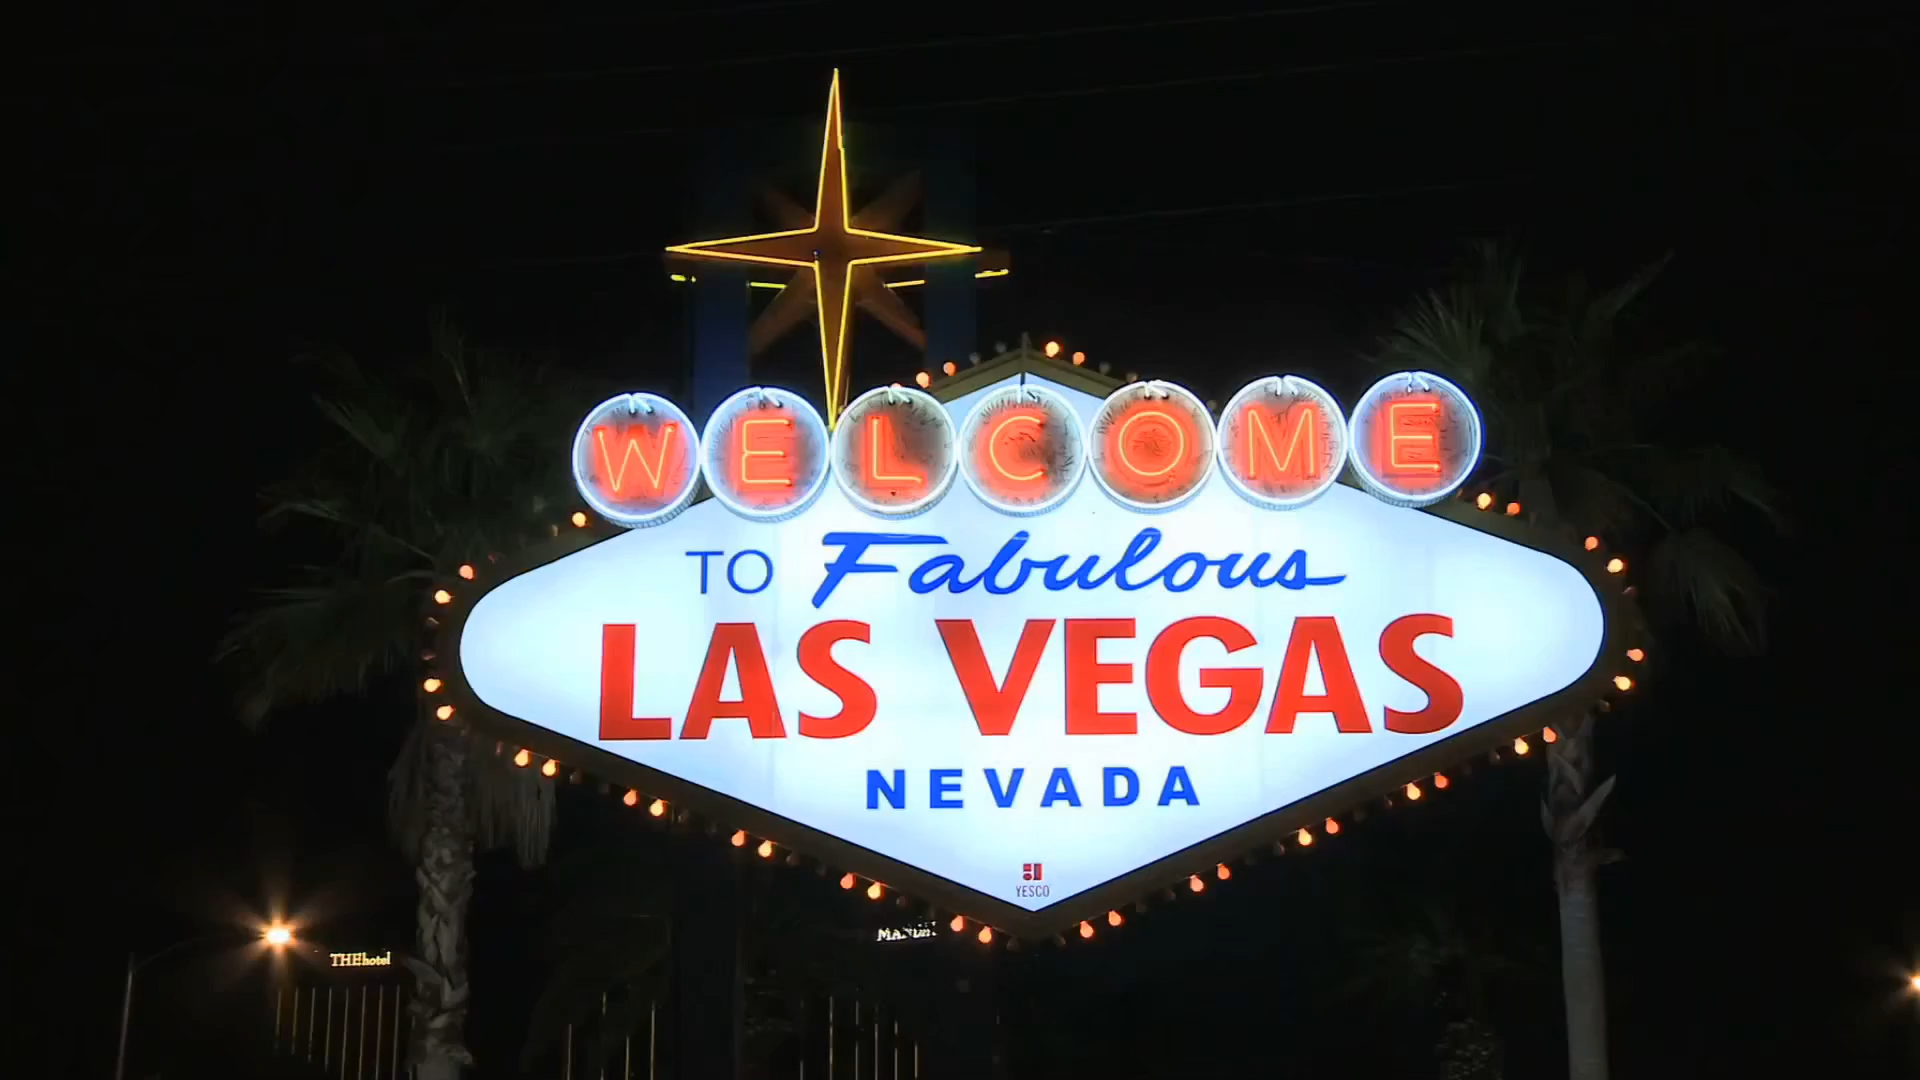 WELCOME
TO Fabulous
LAS VEGAS
NEVADA
YESCO
THEhotel